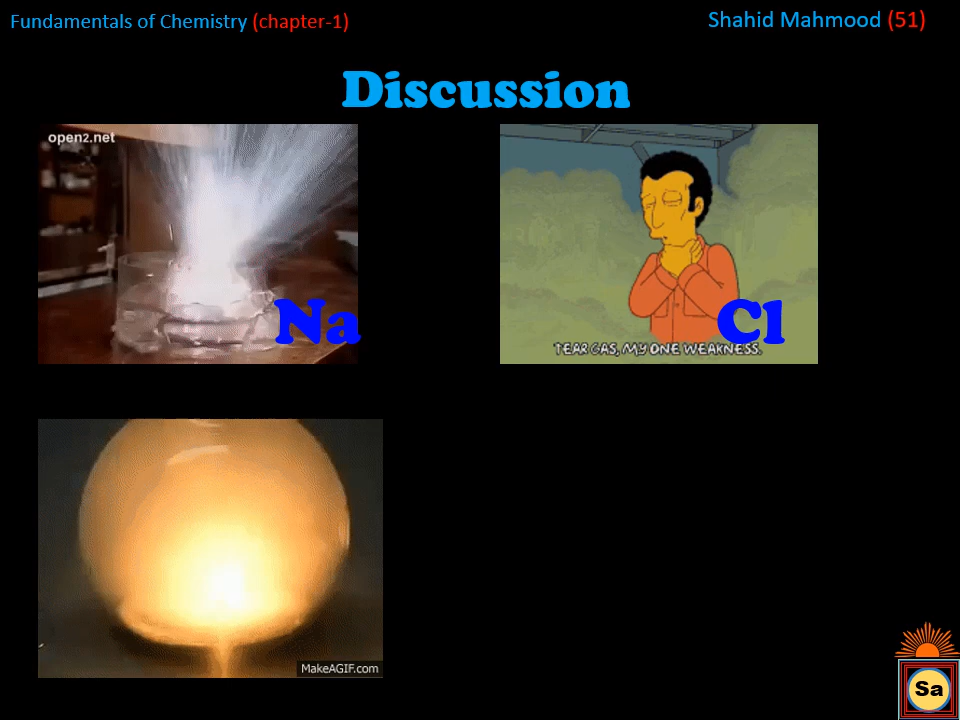 Fundamentals of Chemistry (chapter-1)
Shahid Mahmood (51)
Discussion
open2.net
Na
Cl
TEAR GAS, MY ONE WEAKNESS.
MakeAGIF.com
Sa